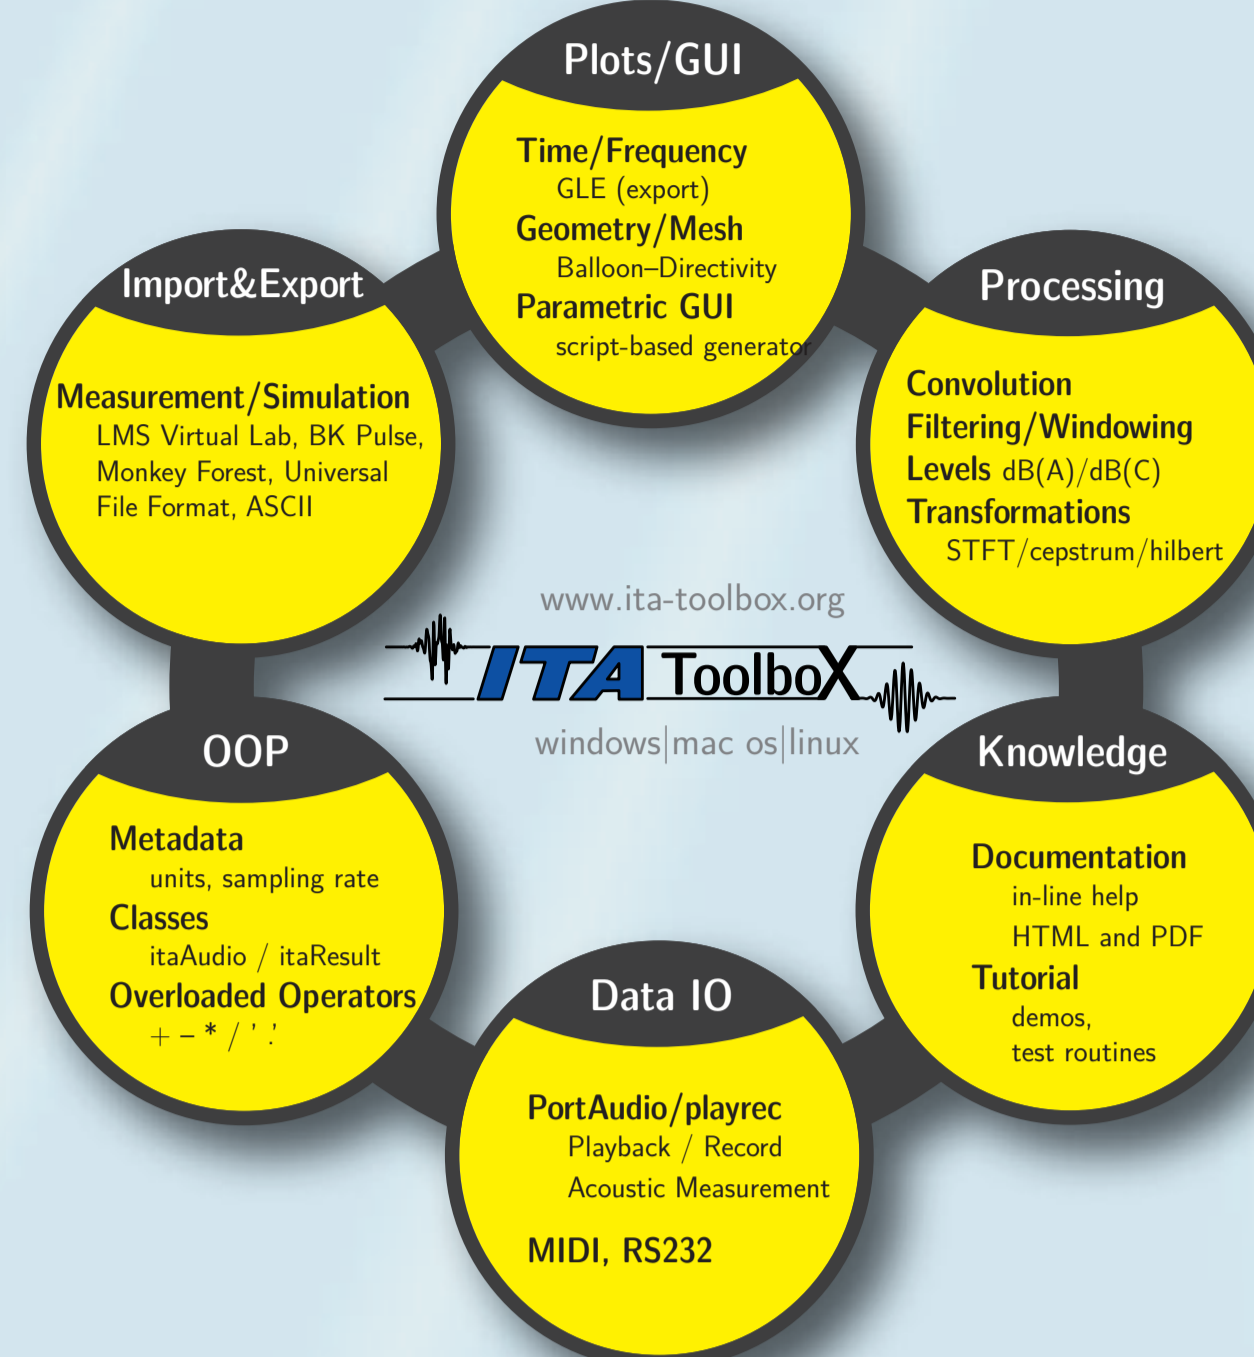 Plots/GUI
Time/Frequency
GLE (export)
Geometry/Mesh
Balloon–Directivity
Parametric GUI
script-based generator
Import&Export
Measurement/Simulation
LMS Virtual Lab, BK Pulse,
Monkey Forest, Universal
File Format, ASCII
Processing
Convolution
Filtering/Windowing
Levels dB(A)/dB(C)
Transformations
STFT/cepstrum/hilbert
www.ita-toolbox.org
ITA ToolboX
windows|mac os|linux
OOP
Metadata
units, sampling rate
Classes
itaAudio / itaResult
Overloaded Operators
+ – * / ’ .’
Knowledge
Documentation
in-line help
HTML and PDF
Tutorial
demos,
test routines
Data IO
PortAudio/playrec
Playback / Record
Acoustic Measurement
MIDI, RS232